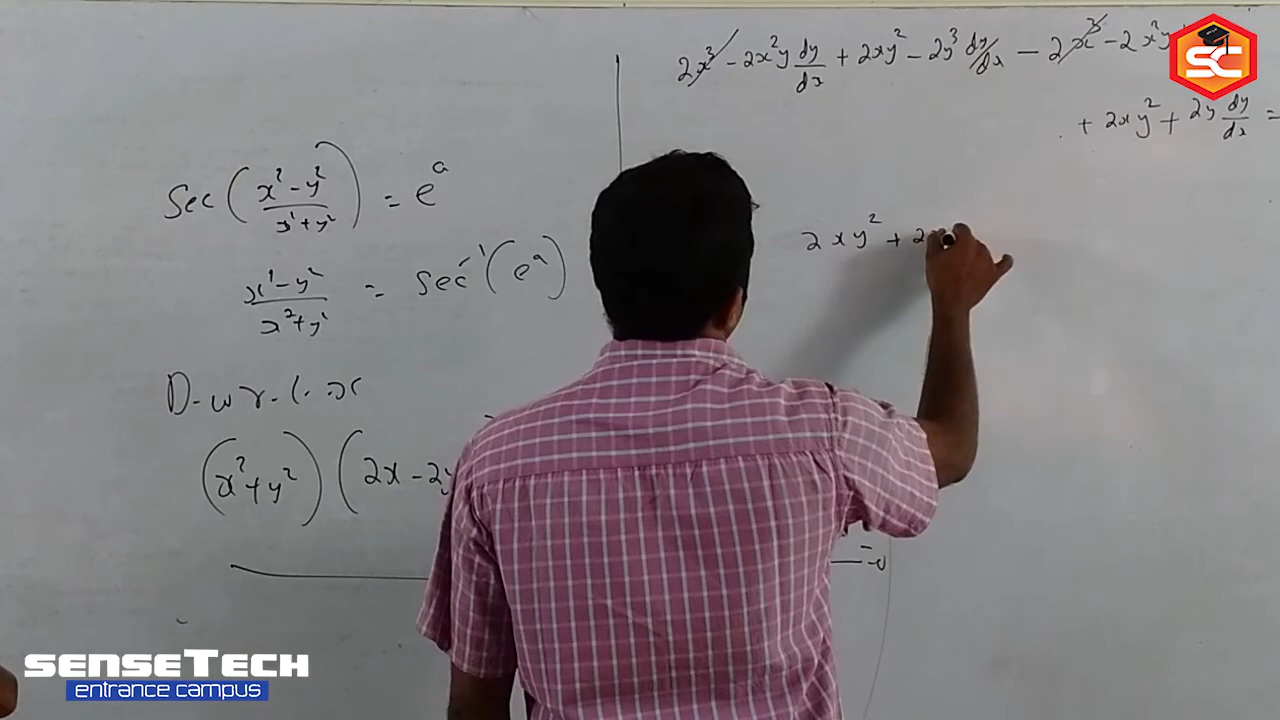 Sec(x² - y² / x² + y²) = eᵃ
x² - y² / x² + y² = Sec⁻¹(eᵃ)
D.w.r.t.x
(x² + y²)(2x - 2y
= 0
2x³ - 2x²y dy/dx + 2xy² - 2y³ dy/dx - 2x³ - 2x²y
+ 2xy² + 2y dy/dx =
2xy² + 2
SC
SENSETECH
entrance campus